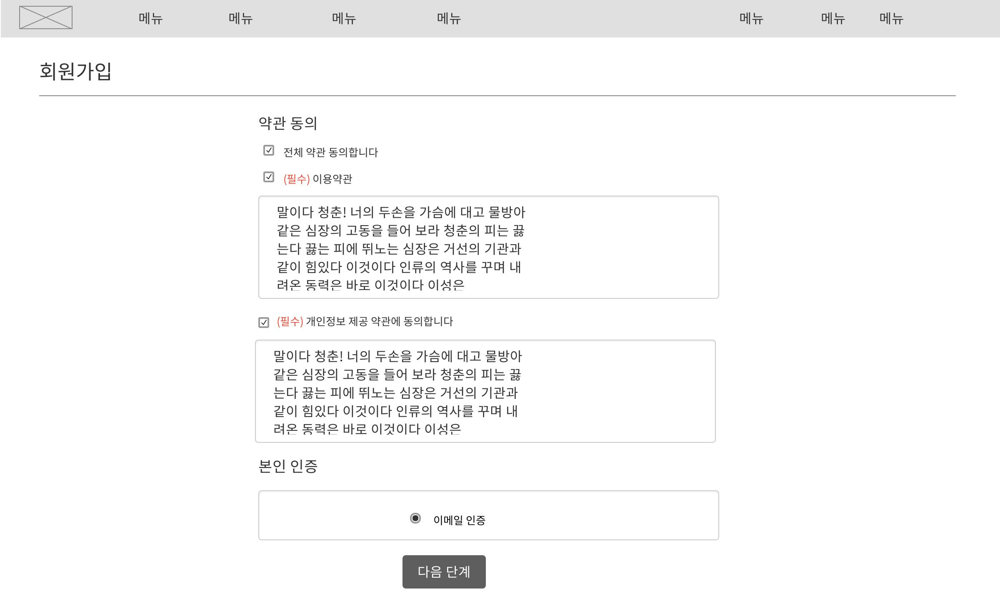 메뉴 메뉴 메뉴 메뉴 메뉴 메뉴 메뉴
회원가입
약관 동의
전체 약관 동의합니다
(필수) 이용약관
말이다 청춘! 너의 두손을 가슴에 대고 물방아
같은 심장의 고동을 들어 보라 청춘의 피는 끓
는다 끓는 피에 뛰노는 심장은 거선의 기관과
같이 힘있다 이것이다 인류의 역사를 꾸며 내
려온 동력은 바로 이것이다 이성은
(필수) 개인정보 제공 약관에 동의합니다
말이다 청춘! 너의 두손을 가슴에 대고 물방아
같은 심장의 고동을 들어 보라 청춘의 피는 끓
는다 끓는 피에 뛰노는 심장은 거선의 기관과
같이 힘있다 이것이다 인류의 역사를 꾸며 내
려온 동력은 바로 이것이다 이성은
본인 인증
이메일 인증
다음 단계